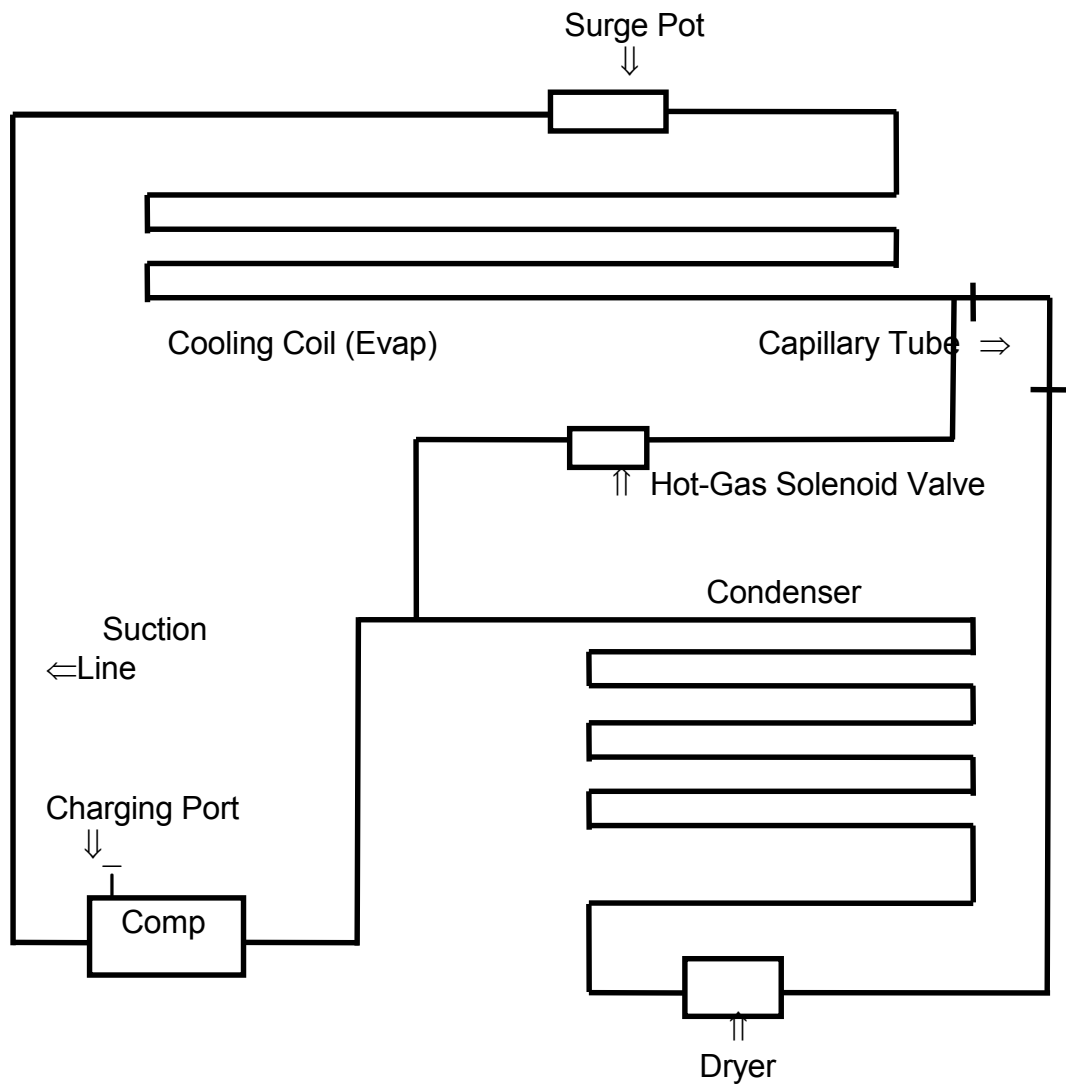 Surge Pot
⇓
Cooling Coil (Evap)
Capillary Tube ⇒
⇑ Hot-Gas Solenoid Valve
Condenser
Suction
⇐Line
Charging Port
⇓
Comp
⇑
Dryer